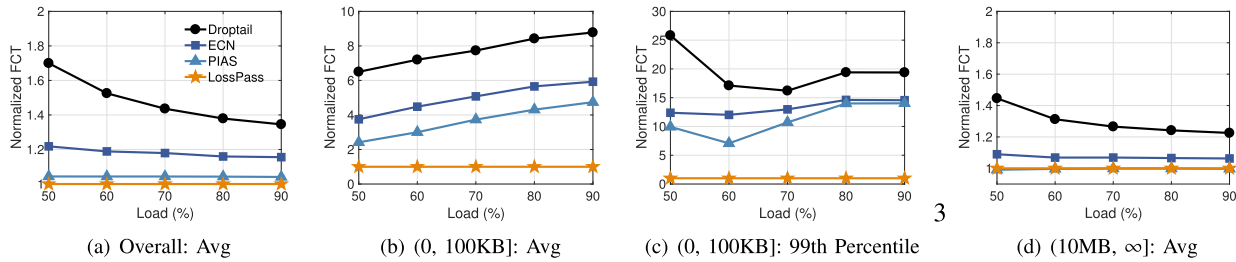 2
1.8
1.6
1.4
1.2
1
50 60 70 80 90
Load (%)
Normalized FCT
Droptail
ECN
PIAS
LossPass
(a) Overall: Avg
10
8
6
4
2
0
50 60 70 80 90
Load (%)
Normalized FCT
(b) (0, 100KB]: Avg
30
25
20
15
10
5
0
50 60 70 80 90
Load (%)
Normalized FCT
(c) (0, 100KB]: 99th Percentile
3
2
1.8
1.6
1.4
1.2
1
50 60 70 80 90
Load (%)
Normalized FCT
(d) (10MB, ∞]: Avg